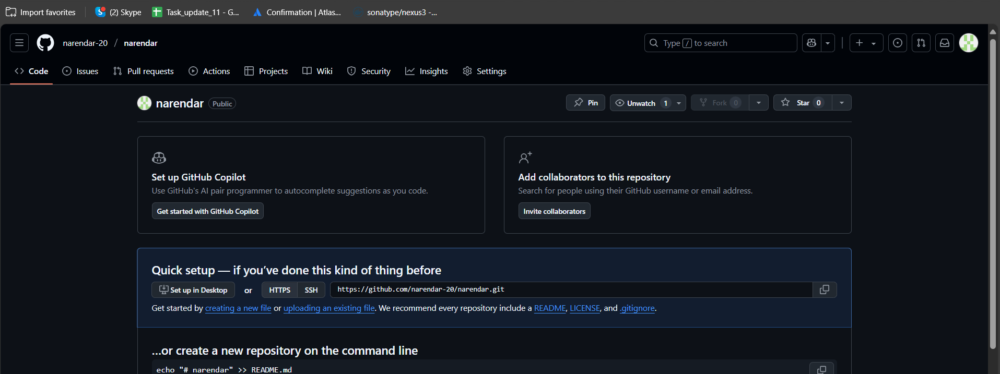 Import favorites (2) Skype Task_update_11 - G... Confirmation | Atlas... sonatype/nexus3 -...
narendar-20 / narendar Type / to search
Code Issues Pull requests Actions Projects Wiki Security Insights Settings
narendar Public Pin Unwatch 1 Fork 0 Star 0
Set up GitHub Copilot
Use GitHub's AI pair programmer to autocomplete suggestions as you code.
Get started with GitHub Copilot
Add collaborators to this repository
Search for people using their GitHub username or email address.
Invite collaborators
Quick setup — if you’ve done this kind of thing before
Set up in Desktop or HTTPS SSH https://github.com/narendar-20/narendar.git
Get started by creating a new file or uploading an existing file. We recommend every repository include a README, LICENSE, and .gitignore.
...or create a new repository on the command line
echo "# narendar" >> README.md